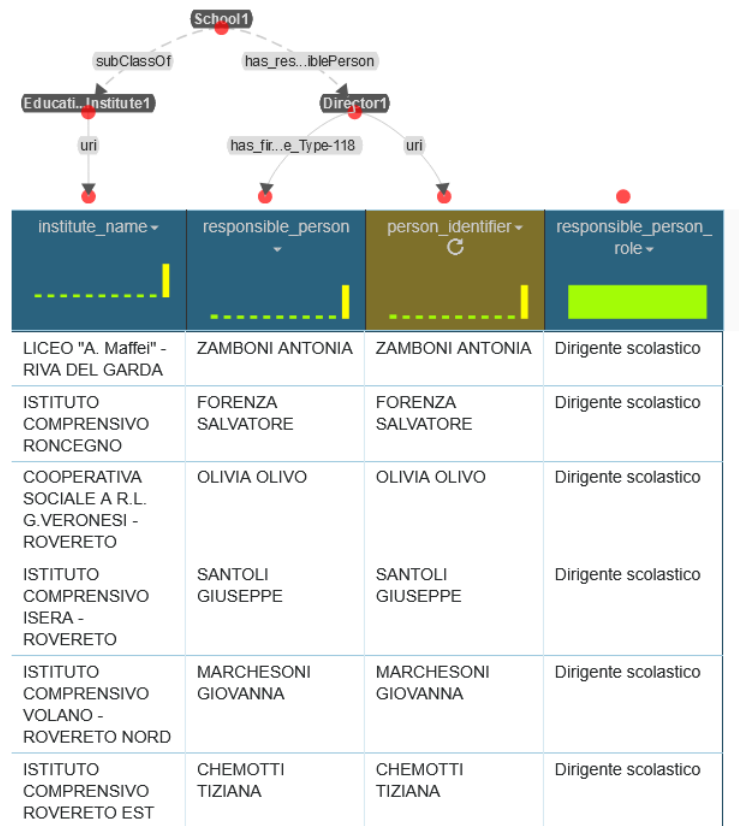 School1
subClassOf
has_res...iblePerson
Educati...Institute1
Director1
uri
has_fir...e_Type-118
uri
institute_name
responsible_person
person_identifier
responsible_person_
role
LICEO "A. Maffei" -
RIVA DEL GARDA
ZAMBONI ANTONIA
ZAMBONI ANTONIA
Dirigente scolastico
ISTITUTO
COMPRENSIVO
RONCEGNO
FORENZA
SALVATORE
FORENZA
SALVATORE
Dirigente scolastico
COOPERATIVA
SOCIALE A R.L.
G.VERONESI -
ROVERETO
OLIVIA OLIVO
OLIVIA OLIVO
Dirigente scolastico
ISTITUTO
COMPRENSIVO
ISERA -
ROVERETO
SANTOLI
GIUSEPPE
SANTOLI
GIUSEPPE
Dirigente scolastico
ISTITUTO
COMPRENSIVO
VOLANO -
ROVERETO NORD
MARCHESONI
GIOVANNA
MARCHESONI
GIOVANNA
Dirigente scolastico
ISTITUTO
COMPRENSIVO
ROVERETO EST
CHEMOTTI
TIZIANA
CHEMOTTI
TIZIANA
Dirigente scolastico